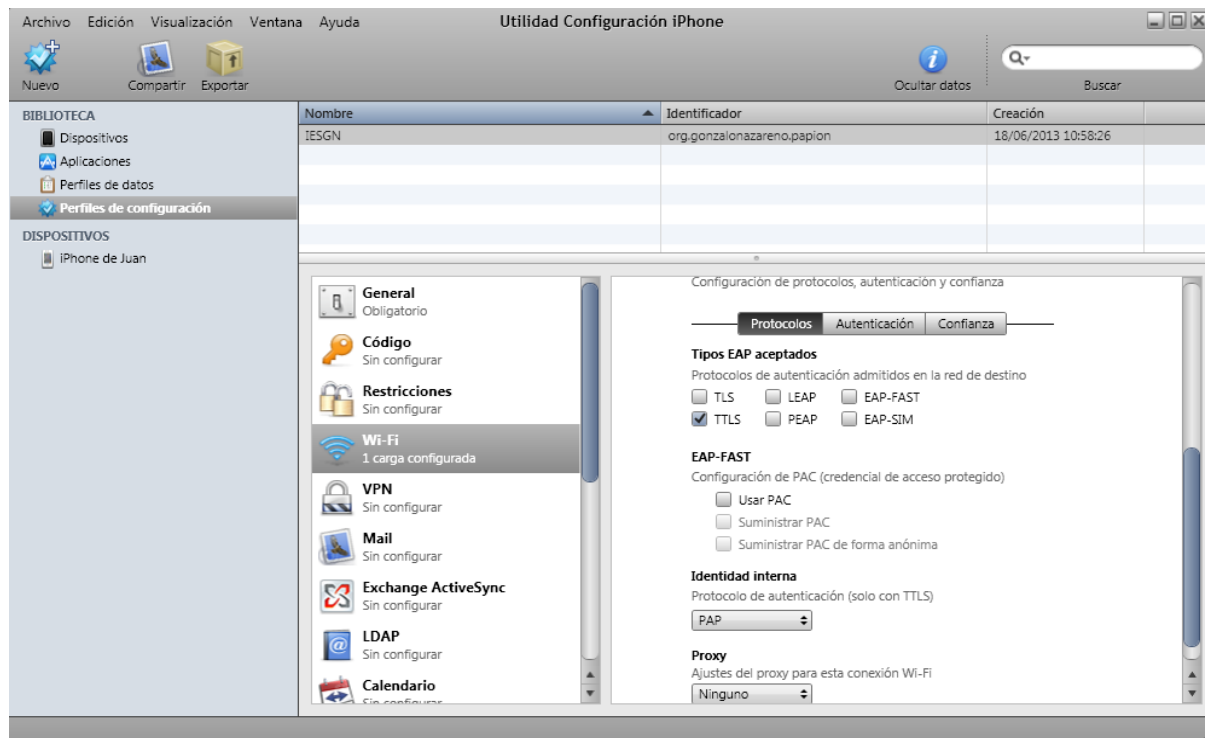 Archivo Edición Visualización Ventana Ayuda Utilidad Configuración iPhone
Nuevo Compartir Exportar Ocultar datos Buscar
BIBLIOTECA
Dispositivos
Aplicaciones
Perfiles de datos
Perfiles de configuración
DISPOSITIVOS
iPhone de Juan
Nombre Identificador Creación
IESGN org.gonzalonazareno.papion 18/06/2013 10:58:26
General
Obligatorio
Código
Sin configurar
Restricciones
Sin configurar
Wi-Fi
1 carga configurada
VPN
Sin configurar
Mail
Sin configurar
Exchange ActiveSync
Sin configurar
LDAP
Sin configurar
Calendario
Sin configurar
Configuración de protocolos, autenticación y confianza
Protocolos Autenticación Confianza
Tipos EAP aceptados
Protocolos de autenticación admitidos en la red de destino
TLS LEAP EAP-FAST
TTLS PEAP EAP-SIM
EAP-FAST
Configuración de PAC (credencial de acceso protegido)
Usar PAC
Suministrar PAC
Suministrar PAC de forma anónima
Identidad interna
Protocolo de autenticación (solo con TTLS)
PAP
Proxy
Ajustes del proxy para esta conexión Wi-Fi
Ninguno